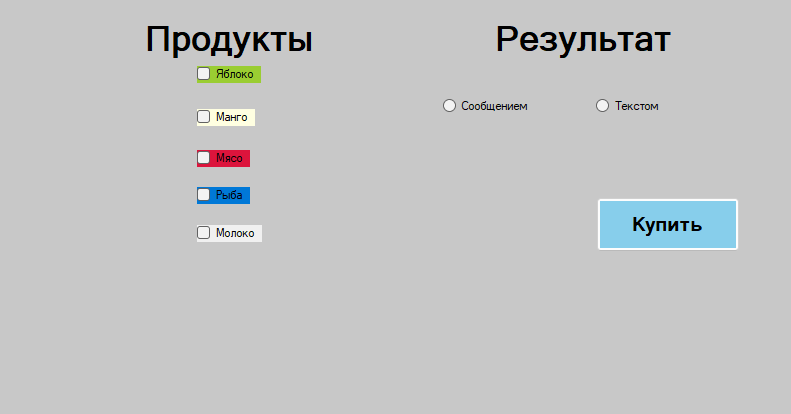 Продукты
Результат
Яблоко
Сообщением
Текстом
Манго
Мясо
Рыба
Купить
Молоко